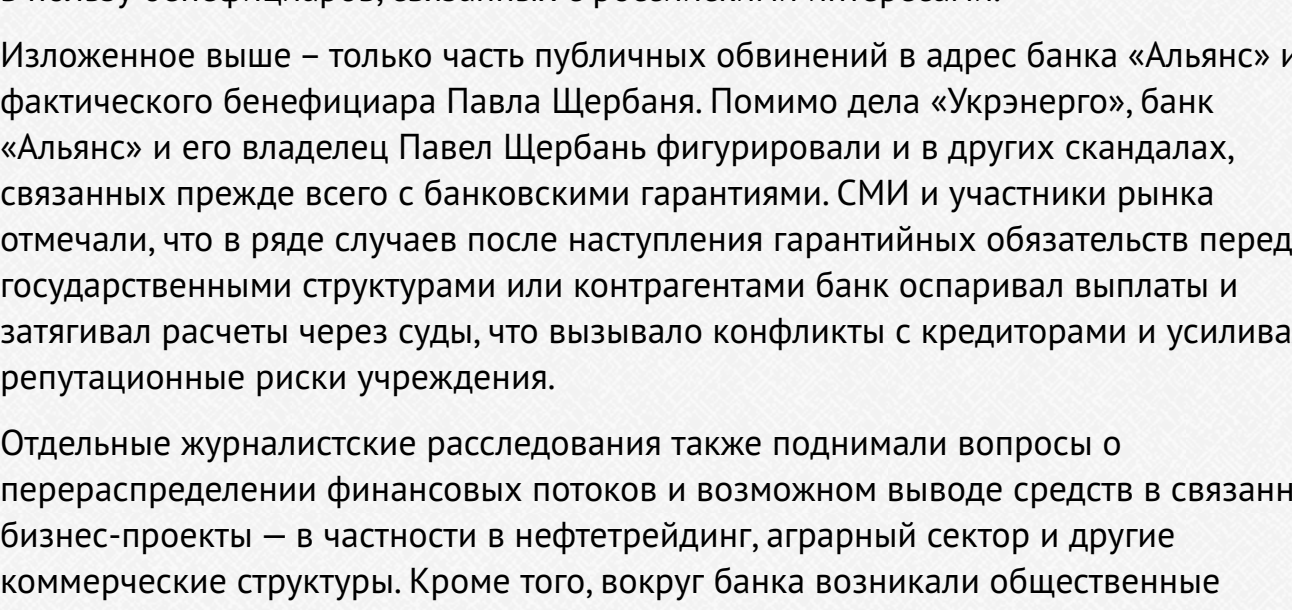 в пользу бенефициаров, связанных с российскими интересами.
Изложенное выше – только часть публичных обвинений в адрес банка «Альянс» и
фактического бенефициара Павла Щербаня. Помимо дела «Укрэнерго», банк
«Альянс» и его владелец Павел Щербань фигурировали и в других скандалах,
связанных прежде всего с банковскими гарантиями. СМИ и участники рынка
отмечали, что в ряде случаев после наступления гарантийных обязательств перед
государственными структурами или контрагентами банк оспаривал выплаты и
затягивал расчеты через суды, что вызывало конфликты с кредиторами и усилива
репутационные риски учреждения.
Отдельные журналистские расследования также поднимали вопросы о
перераспределении финансовых потоков и возможном выводе средств в связанн
бизнес-проекты — в частности в нефтетрейдинг, аграрный сектор и другие
коммерческие структуры. Кроме того, вокруг банка возникали общественные